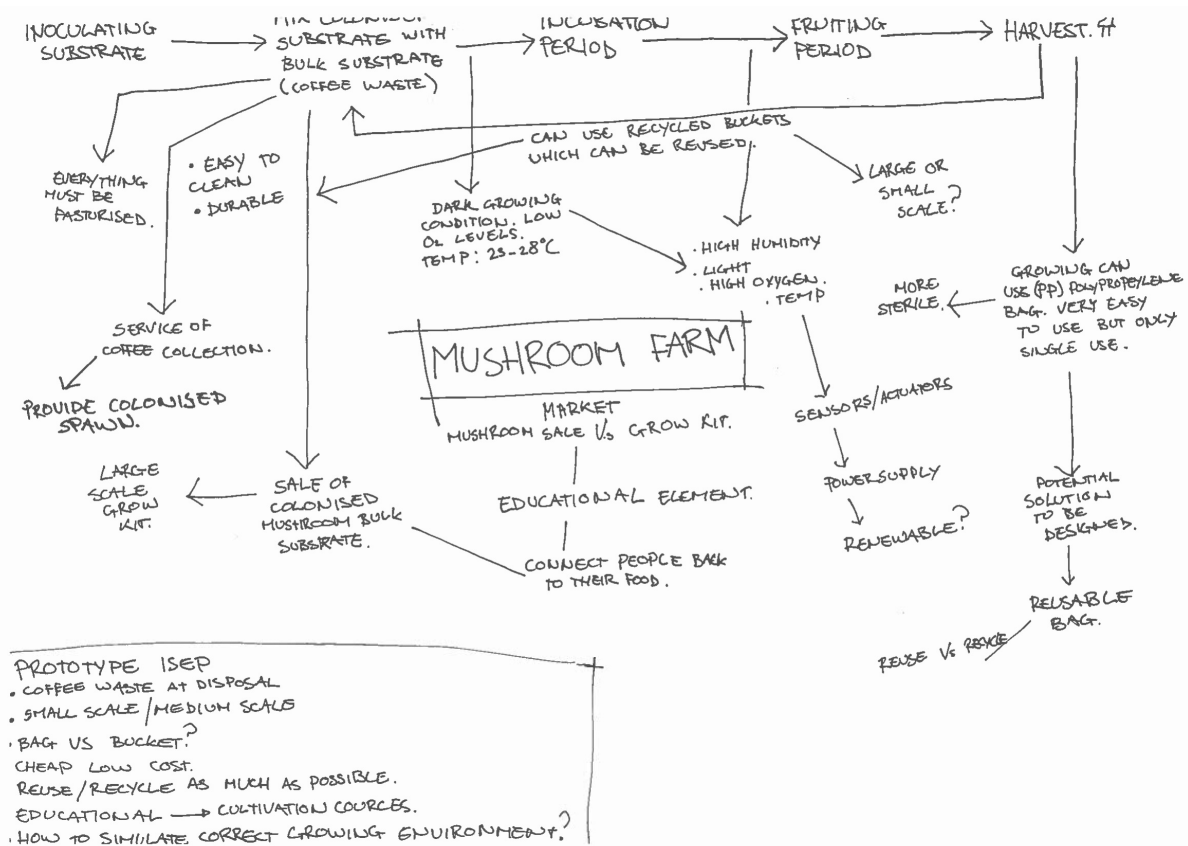 INOCULATING
SUBSTRATE
MIX COLONISED
SUBSTRATE WITH
BULK SUBSTRATE
(COFFEE WASTE)
INCUBATION
PERIOD
FRUITING
PERIOD
HARVEST.
EVERYTHING
MUST BE
PASTURISED.
• EASY TO
CLEAN
• DURABLE
CAN USE RECYCLED BUCKETS
WHICH CAN BE REUSED.
LARGE OR
SMALL
SCALE?
DARK GROWING
CONDITION. LOW
O2 LEVELS.
TEMP: 25-28°C
• HIGH HUMIDITY
• LIGHT
• HIGH OXYGEN.
• TEMP
MORE
STERILE.
GROWING CAN
USE (PP) POLYPROPEYLENE
BAG. VERY EASY
TO USE BUT ONLY
SINGLE USE.
SERVICE OF
COFFEE COLLECTION.
PROVIDE COLONISED
SPAWN.
MUSHROOM FARM
MARKET
MUSHROOM SALE Vs GROW KIT.
SENSORS/ACTUATORS
LARGE
SCALE
GROW
KIT.
SALE OF
COLONISED
MUSHROOM BULK
SUBSTRATE.
EDUCATIONAL ELEMENT.
CONNECT PEOPLE BACK
TO THEIR FOOD.
POWERSUPPLY
RENEWABLE?
POTENTIAL
SOLUTION
TO BE
DESIGNED.
REUSABLE
BAG.
REUSE Vs RECYCLE
PROTOTYPE ISEP
• COFFEE WASTE AT DISPOSAL
• SMALL SCALE/MEDIUM SCALE
• BAG VS BUCKET?
CHEAP LOW COST.
REUSE/RECYCLE AS MUCH AS POSSIBLE.
EDUCATIONAL → CULTIVATION COURCES.
• HOW TO SIMILATE CORRECT GROWING ENVIRONMENT?